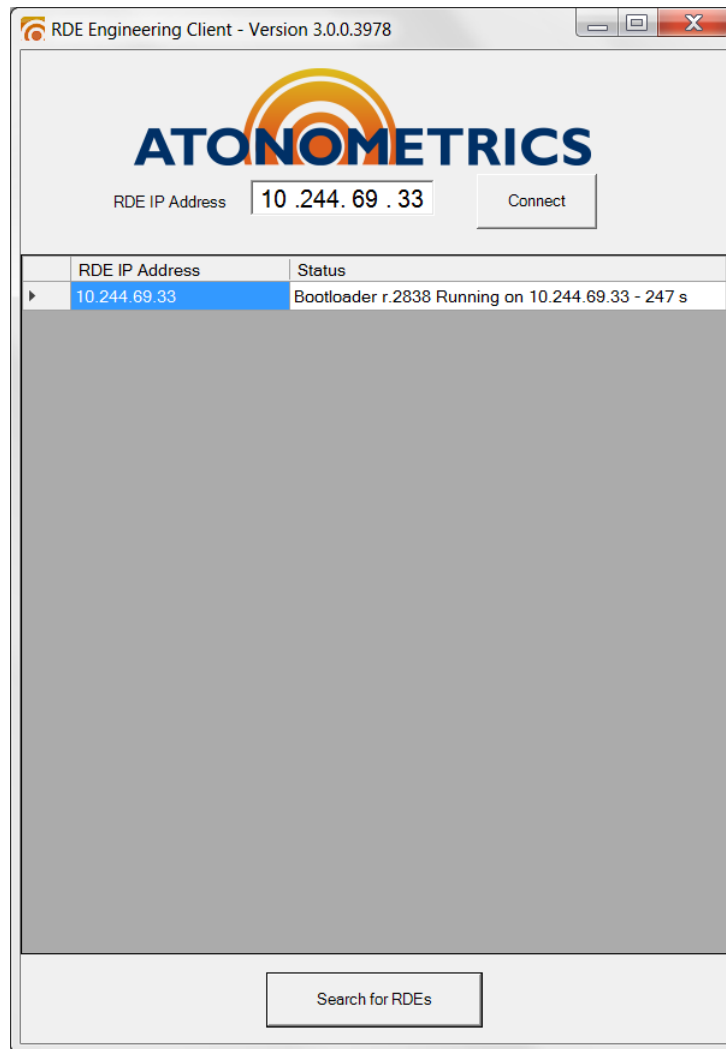 RDE Engineering Client - Version 3.0.0.3978
ATONOMETRICS
RDE IP Address 10 .244. 69 . 33 Connect
RDE IP Address Status
10.244.69.33 Bootloader r.2838 Running on 10.244.69.33 - 247 s
Search for RDEs